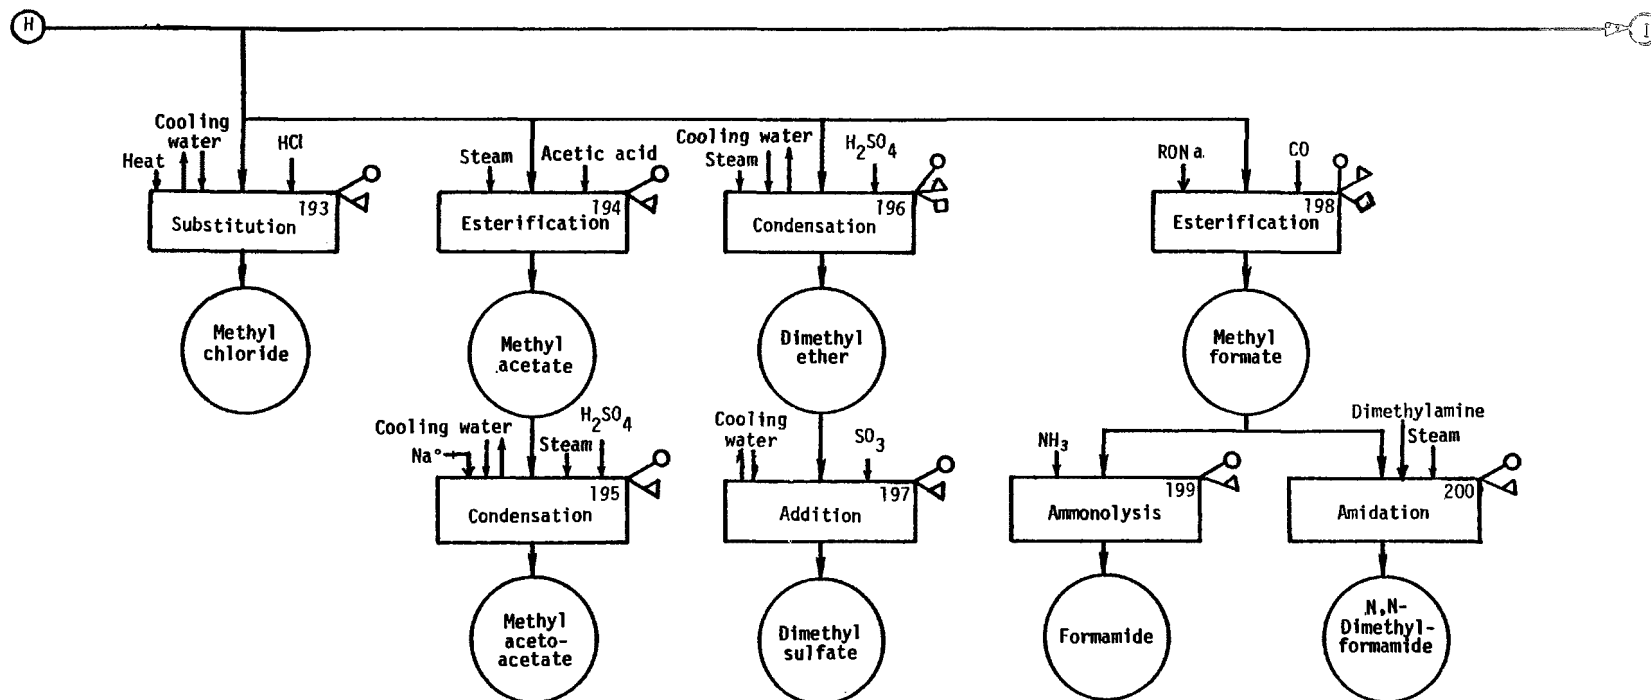 H
I
Cooling
water
Heat
HCl
193
Substitution
Steam
Acetic acid
194
Esterification
Cooling water
Steam
H2SO4
196
Condensation
RONa
CO
198
Esterification
Methyl
chloride
Methyl
acetate
Dimethyl
ether
Methyl
formate
Cooling water
Na°
Steam
H2SO4
195
Condensation
Cooling
water
SO3
197
Addition
NH3
199
Ammonolysis
Dimethylamine
Steam
200
Amidation
Methyl
aceto-
acetate
Dimethyl
sulfate
Formamide
N,N-
Dimethyl-
formamide